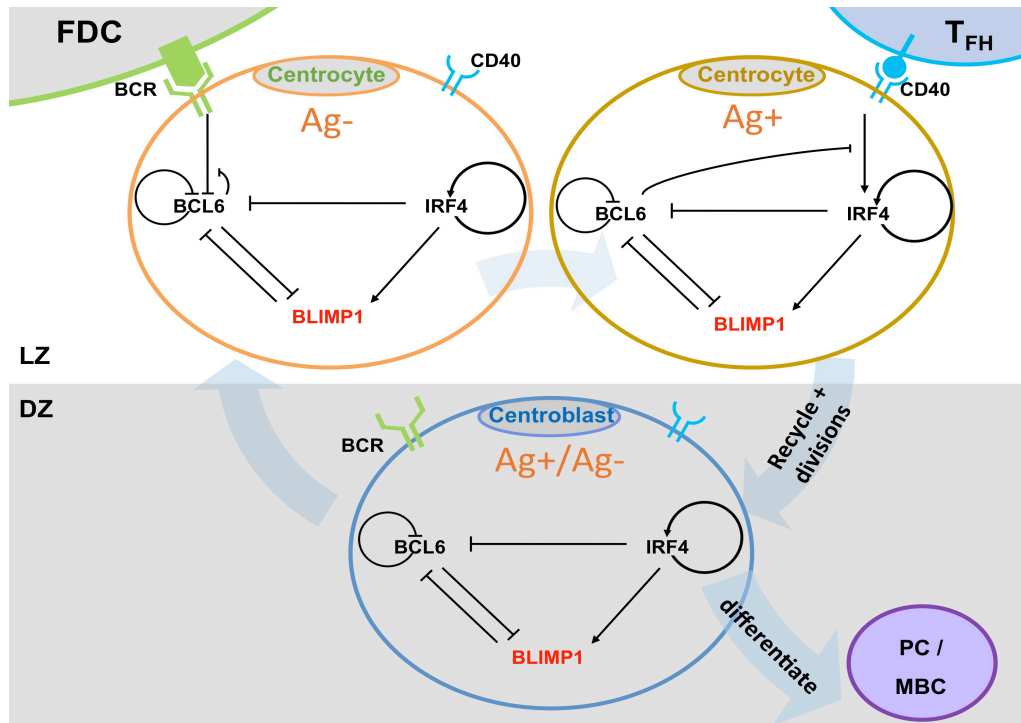 FDC
TFH
BCR
Centrocyte
CD40
Ag-
Centrocyte
CD40
Ag+
BCL6
IRF4
BLIMP1
BCL6
IRF4
BLIMP1
LZ
DZ
Recycle +
divisions
BCR
Centroblast
Ag+/Ag-
BCL6
IRF4
BLIMP1
differentiate
PC /
MBC